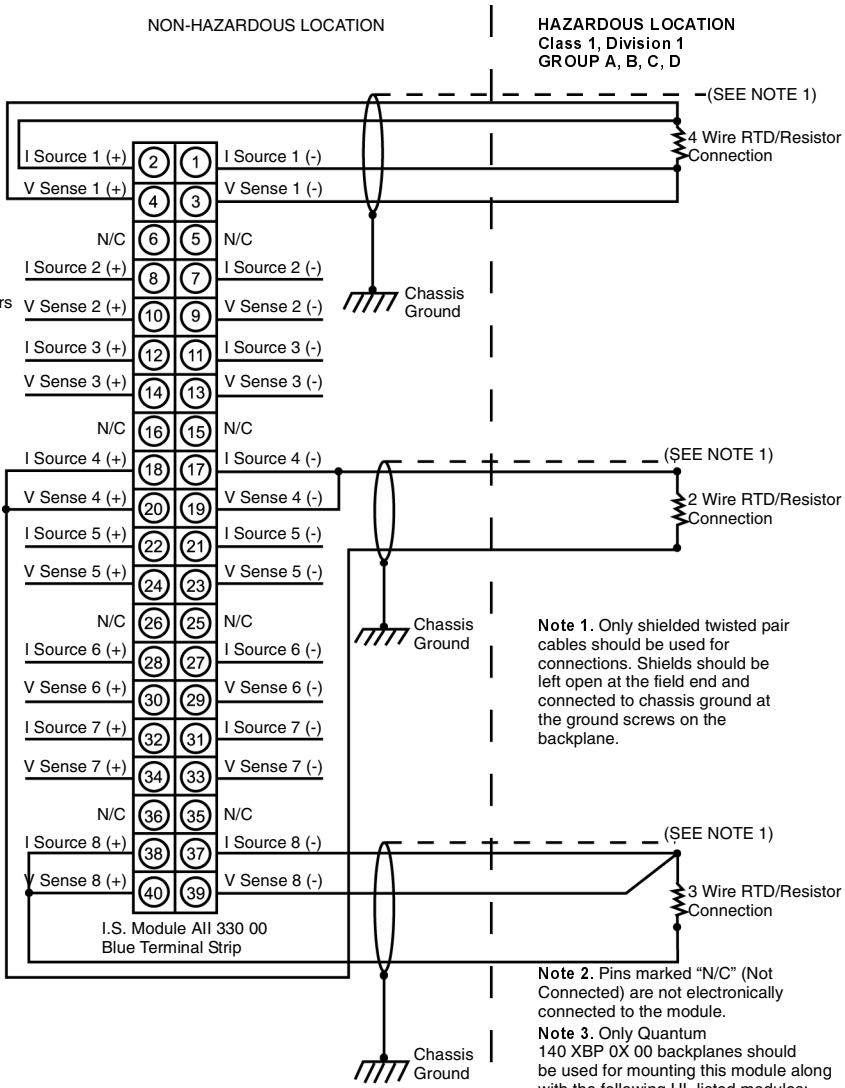 NON-HAZARDOUS LOCATION
HAZARDOUS LOCATION
Class 1, Division 1
GROUP A, B, C, D
(SEE NOTE 1)
4 Wire RTD/Resistor
Connection
I Source 1 (+) 2 1 I Source 1 (-)
V Sense 1 (+) 4 3 V Sense 1 (-)
N/C 6 5 N/C
I Source 2 (+) 8 7 I Source 2 (-)
rs V Sense 2 (+) 10 9 V Sense 2 (-)
Chassis
Ground
I Source 3 (+) 12 11 I Source 3 (-)
V Sense 3 (+) 14 13 V Sense 3 (-)
N/C 16 15 N/C
I Source 4 (+) 18 17 I Source 4 (-)
(SEE NOTE 1)
V Sense 4 (+) 20 19 V Sense 4 (-)
2 Wire RTD/Resistor
Connection
I Source 5 (+) 22 21 I Source 5 (-)
V Sense 5 (+) 24 23 V Sense 5 (-)
N/C 26 25 N/C
Chassis
Ground
I Source 6 (+) 28 27 I Source 6 (-)
V Sense 6 (+) 30 29 V Sense 6 (-)
I Source 7 (+) 32 31 I Source 7 (-)
V Sense 7 (+) 34 33 V Sense 7 (-)
Note 1. Only shielded twisted pair
cables should be used for
connections. Shields should be
left open at the field end and
connected to chassis ground at
the ground screws on the
backplane.
N/C 36 35 N/C
I Source 8 (+) 38 37 I Source 8 (-)
(SEE NOTE 1)
V Sense 8 (+) 40 39 V Sense 8 (-)
3 Wire RTD/Resistor
Connection
I.S. Module AII 330 00
Blue Terminal Strip
Note 2. Pins marked “N/C” (Not
Connected) are not electronically
connected to the module.
Chassis
Ground
Note 3. Only Quantum
140 XBP 0X 00 backplanes should
be used for mounting this module along
with the following UL listed modules: